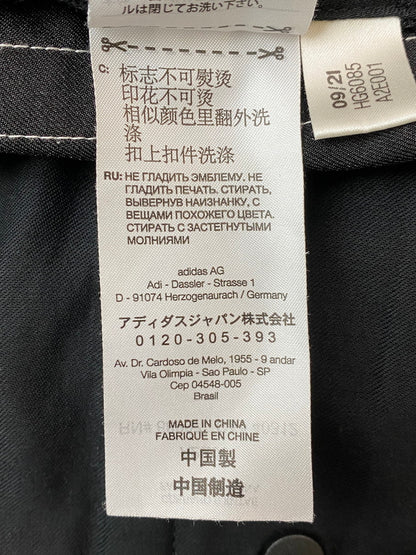 ルは閉じてお洗い下さい。
C: 标志不可熨烫
印花不可烫
相似颜色里翻外洗
涤
扣上扣件洗涤
RU: НЕ ГЛАДИТЬ ЭМБЛЕМУ. НЕ
ГЛАДИТЬ ПЕЧАТЬ. СТИРАТЬ,
ВЫВЕРНУВ НАИЗНАНКУ, С
ВЕЩАМИ ПОХОЖЕГО ЦВЕТА.
СТИРАТЬ С ЗАСТЕГНУТЫМИ
МОЛНИЯМИ
adidas AG
Adi - Dassler - Strasse 1
D - 91074 Herzogenaurach / Germany
アディダスジャパン株式会社
0120-305-393
Av. Dr. Cardoso de Melo, 1955 - 9 andar
Vila Olimpia - Sao Paulo - SP
Cep 04548-005
Brasil
MADE IN CHINA
FABRIQUÉ EN CHINE
中国製
中国制造
09/21
HG6085
A2E001